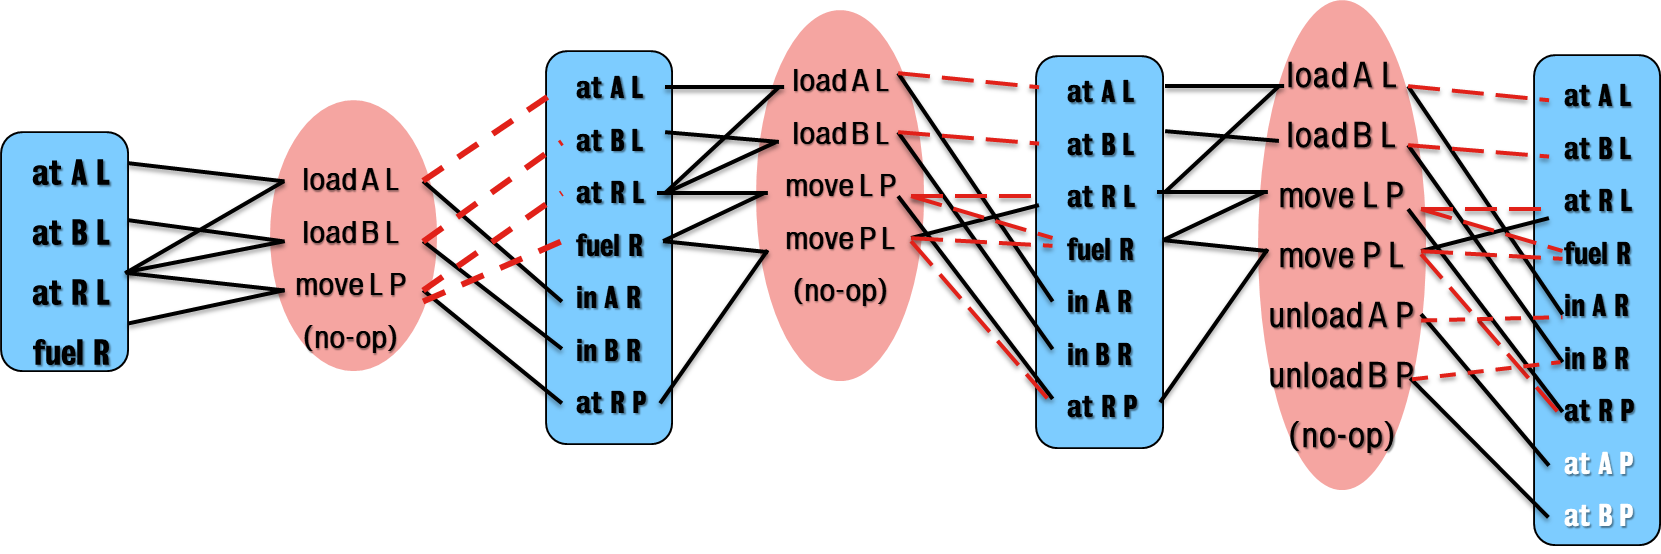 at A L
at B L
at R L
fuel R
load A L
load B L
move L P
(no-op)
at A L
at B L
at R L
fuel R
in A R
in B R
at R P
load A L
load B L
move L P
move P L
(no-op)
at A L
at B L
at R L
fuel R
in A R
in B R
at R P
load A L
load B L
move L P
move P L
unload A P
unload B P
(no-op)
at A L
at B L
at R L
fuel R
in A R
in B R
at R P
at A P
at B P